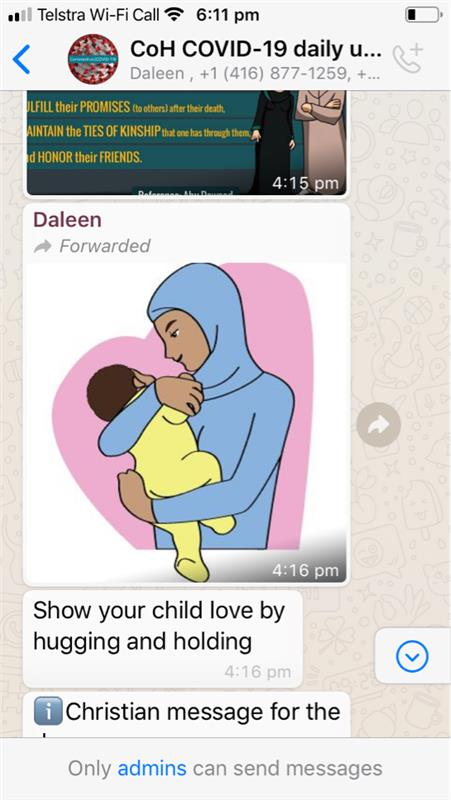 Telstra Wi-Fi Call 6:11 pm
CoH COVID-19 daily u...
Daleen , +1 (416) 877-1259, +...
ULFILL their PROMISES (to others) after their death,
AINTAIN the TIES OF KINSHIP that one has through them,
nd HONOR their FRIENDS.
4:15 pm
Daleen
Forwarded
4:16 pm
Show your child love by
hugging and holding
4:16 pm
Christian message for the
Only admins can send messages